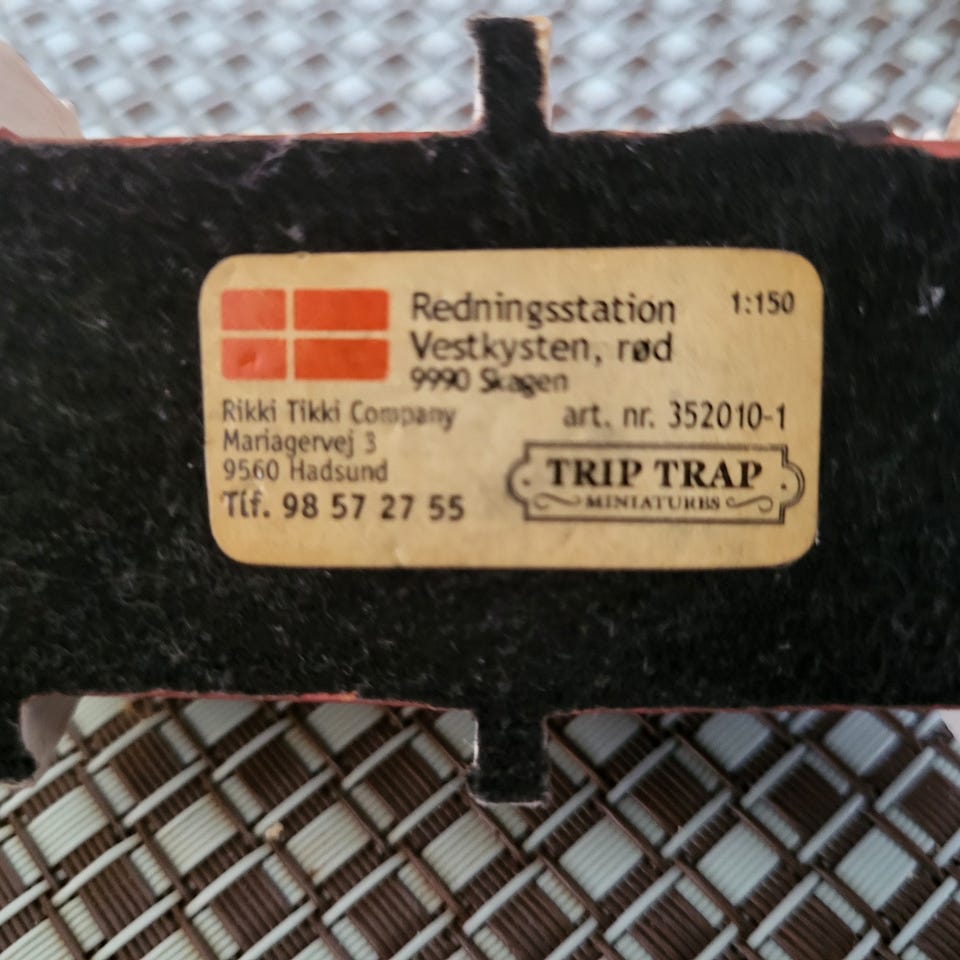 Redningsstation 1:150
Vestkysten, rød
9990 Skagen
Rikki Tikki Company art. nr. 352010-1
Mariagervej 3
9560 Hadsund
Tlf. 98 57 27 55
TRIP TRAP
MINIATURES